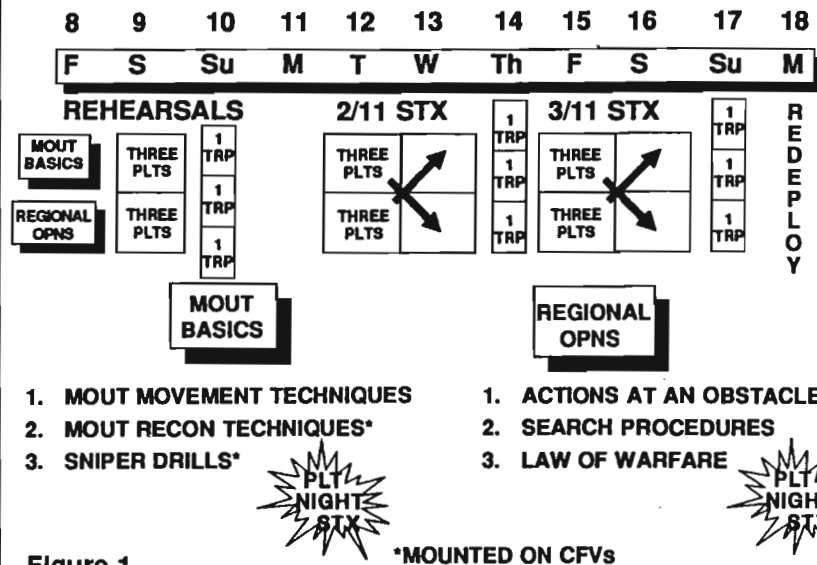 8 9 10 11 12 13 14 15 16 17 18
F S Su M T W Th F S Su M
REHEARSALS 2/11 STX 3/11 STX
MOUT
BASICS
REGIONAL
OPNS
THREE
PLTS
THREE
PLTS
1
TRP
1
TRP
1
TRP
THREE
PLTS
THREE
PLTS
1
TRP
1
TRP
1
TRP
THREE
PLTS
THREE
PLTS
1
TRP
1
TRP
1
TRP
REDEPLOY
MOUT
BASICS
1. MOUT MOVEMENT TECHNIQUES
2. MOUT RECON TECHNIQUES*
3. SNIPER DRILLS*
PLT
NIGHT
STX
REGIONAL
OPNS
1. ACTIONS AT AN OBSTACLE
2. SEARCH PROCEDURES
3. LAW OF WARFARE
PLT
*MOUNTED ON CFVs
Figure 1